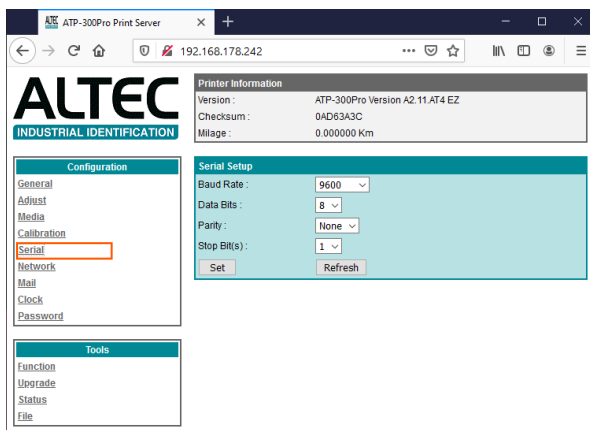 ALTEC ATP-300Pro Print Server
192.168.178.242
ALTEC
INDUSTRIAL IDENTIFICATION
Printer Information
Version : ATP-300Pro Version A2.11.AT4 EZ
Checksum : 0AD63A3C
Milage : 0.000000 Km
Configuration
General
Adjust
Media
Calibration
Serial
Network
Mail
Clock
Password
Serial Setup
Baud Rate : 9600
Data Bits : 8
Parity : None
Stop Bit(s) : 1
Set Refresh
Tools
Function
Upgrade
Status
File